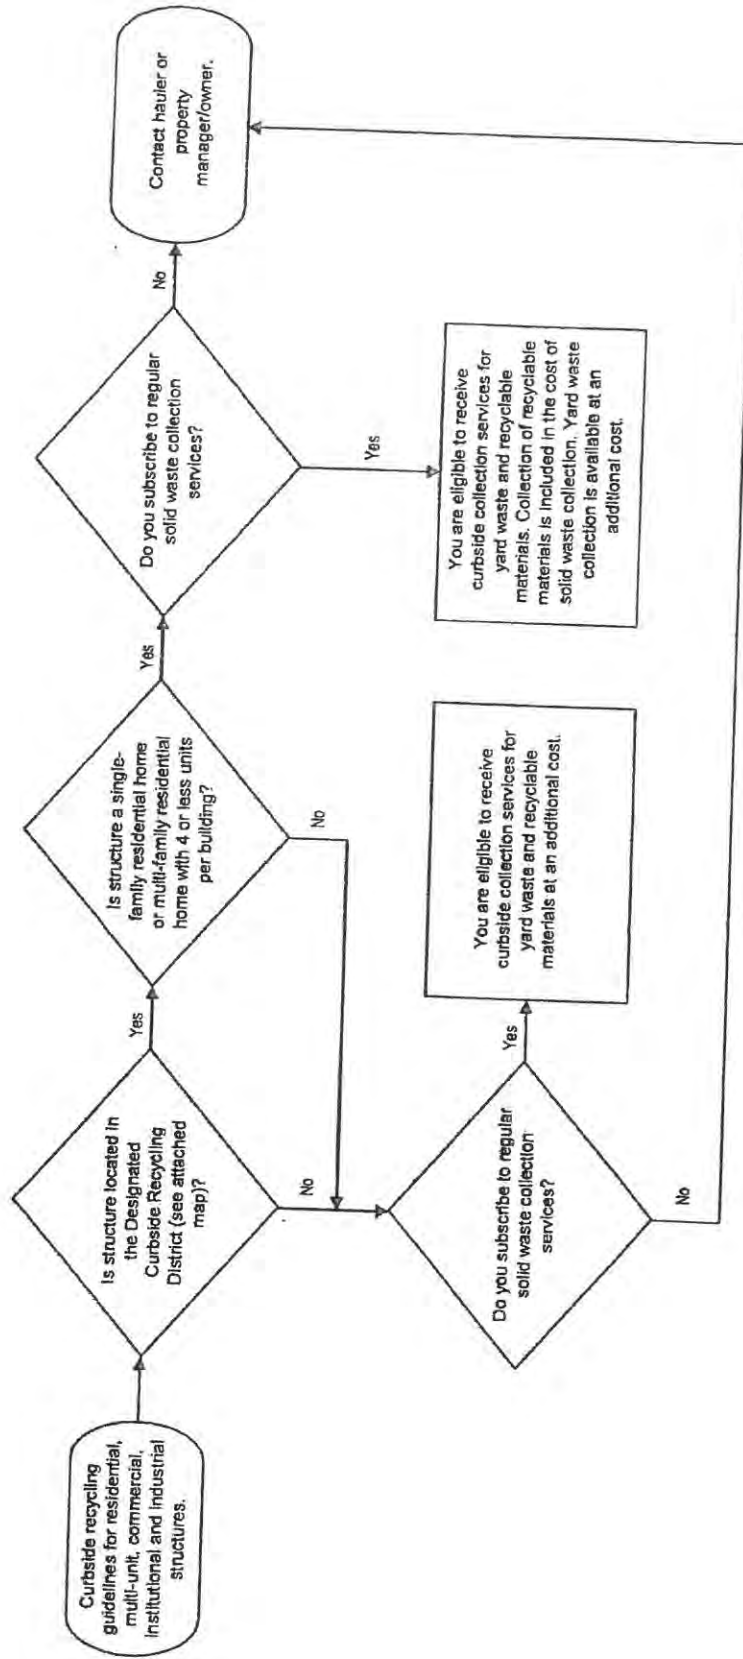 Curbside recycling
guidelines for residential,
multi-unit, commercial,
Institutional and Industrial
structures.
Is structure located in
the Designated
Curbside Recycling
District (see attached
map)?
Yes
No
Is structure a single-
family residential home
or multi-family residential
home with 4 or less units
per building?
Yes
No
Do you subscribe to regular
solid waste collection
services?
No
Yes
Contact hauler or
property
manager/owner.
You are eligible to receive
curbside collection services for
yard waste and recyclable
materials. Collection of recyclable
materials is included in the cost of
solid waste collection. Yard waste
collection is available at an
additional cost.
Do you subscribe to regular
solid waste collection
services?
Yes
No
You are eligible to receive
curbside collection services for
yard waste and recyclable
materials at an additional cost.